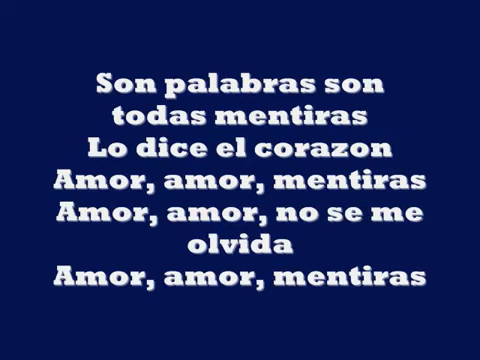 Son palabras son
todas mentiras
Lo dice el corazon
Amor, amor, mentiras
Amor, amor, no se me
olvida
Amor, amor, mentiras